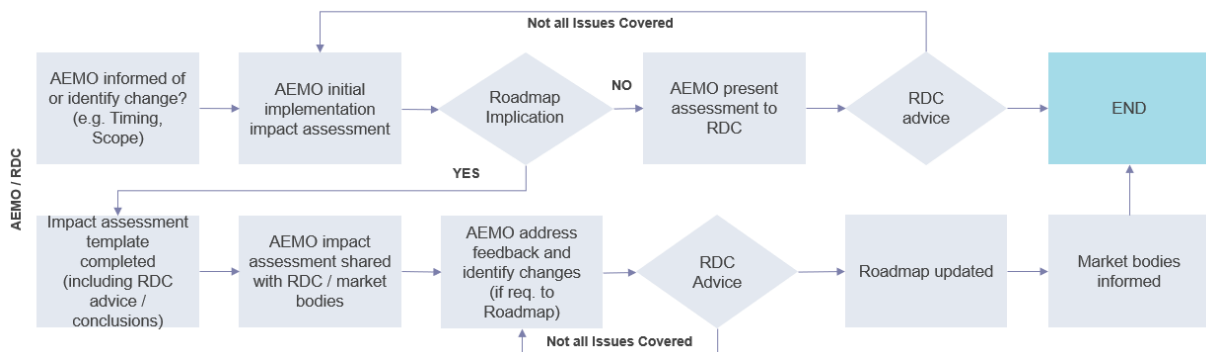 Not all Issues Covered
AEMO informed of
or identify change?
(e.g. Timing,
Scope)
AEMO initial
implementation
impact assessment
Roadmap
Implication
NO
AEMO present
assessment to
RDC
RDC
advice
END
YES
AEMO / RDC
Impact assessment
template
completed
(including RDC
advice /
conclusions)
AEMO impact
assessment shared
with RDC / market
bodies
AEMO address
feedback and
identify changes
(if req. to
Roadmap)
RDC
Advice
Roadmap updated
Market bodies
informed
Not all Issues Covered